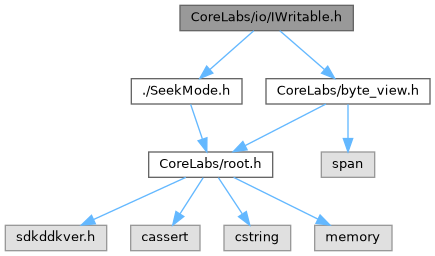 CoreLabs/io/IWritable.h
./SeekMode.h
CoreLabs/byte_view.h
CoreLabs/root.h
span
sdkddkver.h
cassert
cstring
memory